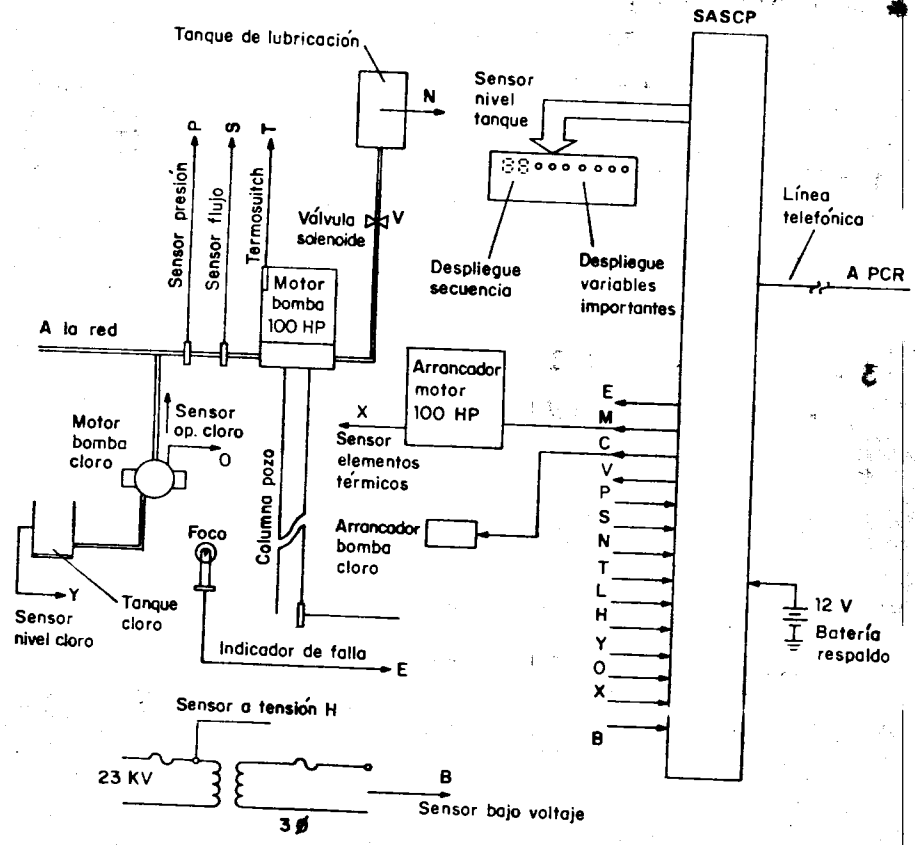 SASCP
Tanque de lubricación
N
Sensor
nivel
tanque
P
S
T
Sensor presión
Sensor flujo
Termosuitch
Válvula
solenoide
V
Despliegue
secuencia
Despliegue
variables
importantes
Línea
telefónica
A PCR
Motor
bomba
100 HP
A la red
Arrancador
motor
100 HP
X
Sensor
elementos
térmicos
Motor
bomba
cloro
Sensor
op. cloro
O
Columna pozo
Arrancador
bomba
cloro
Foco
Y
Sensor
nivel cloro
Tanque
cloro
Indicador de falla
E
E
M
C
V
P
S
N
T
L
H
Y
O
X
B
12 V
Batería
respaldo
Sensor a tensión H
23 KV
3 Ø
B
Sensor bajo voltaje